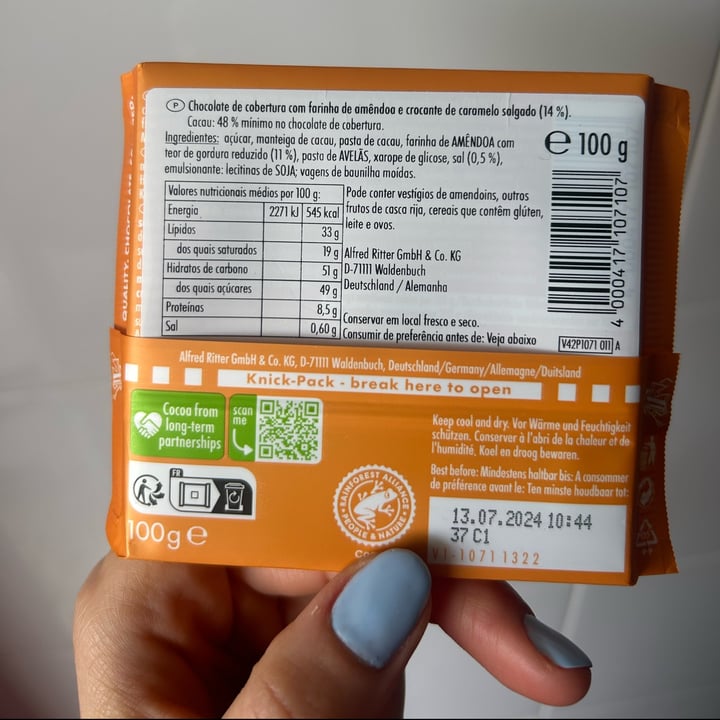 P Chocolate de cobertura com farinha de amêndoa e crocante de caramelo salgado (14 %).
Cacau: 48 % mínimo no chocolate de cobertura.
Ingredientes: açúcar, manteiga de cacau, pasta de cacau, farinha de AMÊNDOA com
teor de gordura reduzido (11 %), pasta de AVELÃS, xarope de glicose, sal (0,5 %),
emulsionante: lecitinas de SOJA; vagens de baunilha moídas.
e 100 g
Valores nutricionais médios por 100 g:
Energia 2271 kJ 545 kcal
Lípidos 33 g
dos quais saturados 19 g
Hidratos de carbono 51 g
dos quais açúcares 49 g
Proteínas 8,5 g
Sal 0,60 g
Pode conter vestígios de amendoins, outros
frutos de casca rija, cereais que contêm glúten,
leite e ovos.
Alfred Ritter GmbH & Co. KG
D-71111 Waldenbuch
Deutschland / Alemanha
Conservar em local fresco e seco.
Consumir de preferência antes de: Veja abaixo
4 000417 107107
V42P1071 011 A
QUALITY. CHOCOLATE
Alfred Ritter GmbH & Co. KG, D-71111 Waldenbuch, Deutschland/Germany/Allemagne/Duitsland
Knick-Pack - break here to open
Cocoa from
long-term
partnerships
scan
me
FR
100g e
RAINFOREST ALLIANCE
PEOPLE & NATURE
Keep cool and dry. Vor Wärme und Feuchtigkeit
schützen. Conserver à l'abri de la chaleur et de
l'humidité. Koel en droog bewaren.
Best before: Mindestens haltbar bis: A consommer
de préférence avant le: Ten minste houdbaar tot:
13.07.2024 10:44
37 C1
V1-1071 1322